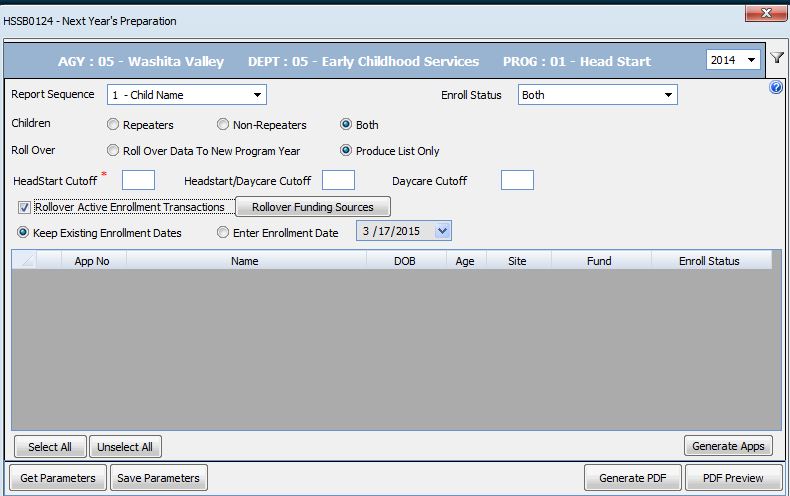 HSSB0124 - Next Year's Preparation
AGY : 05 - Washita Valley DEPT : 05 - Early Childhood Services PROG : 01 - Head Start 2014
Report Sequence 1 - Child Name Enroll Status Both
Children Repeaters Non-Repeaters Both
Roll Over Roll Over Data To New Program Year Produce List Only
HeadStart Cutoff * Headstart/Daycare Cutoff Daycare Cutoff
Rollover Active Enrollment Transactions Rollover Funding Sources
Keep Existing Enrollment Dates Enter Enrollment Date 3 /17/2015
App No Name DOB Age Site Fund Enroll Status
Select All Unselect All Generate Apps
Get Parameters Save Parameters Generate PDF PDF Preview